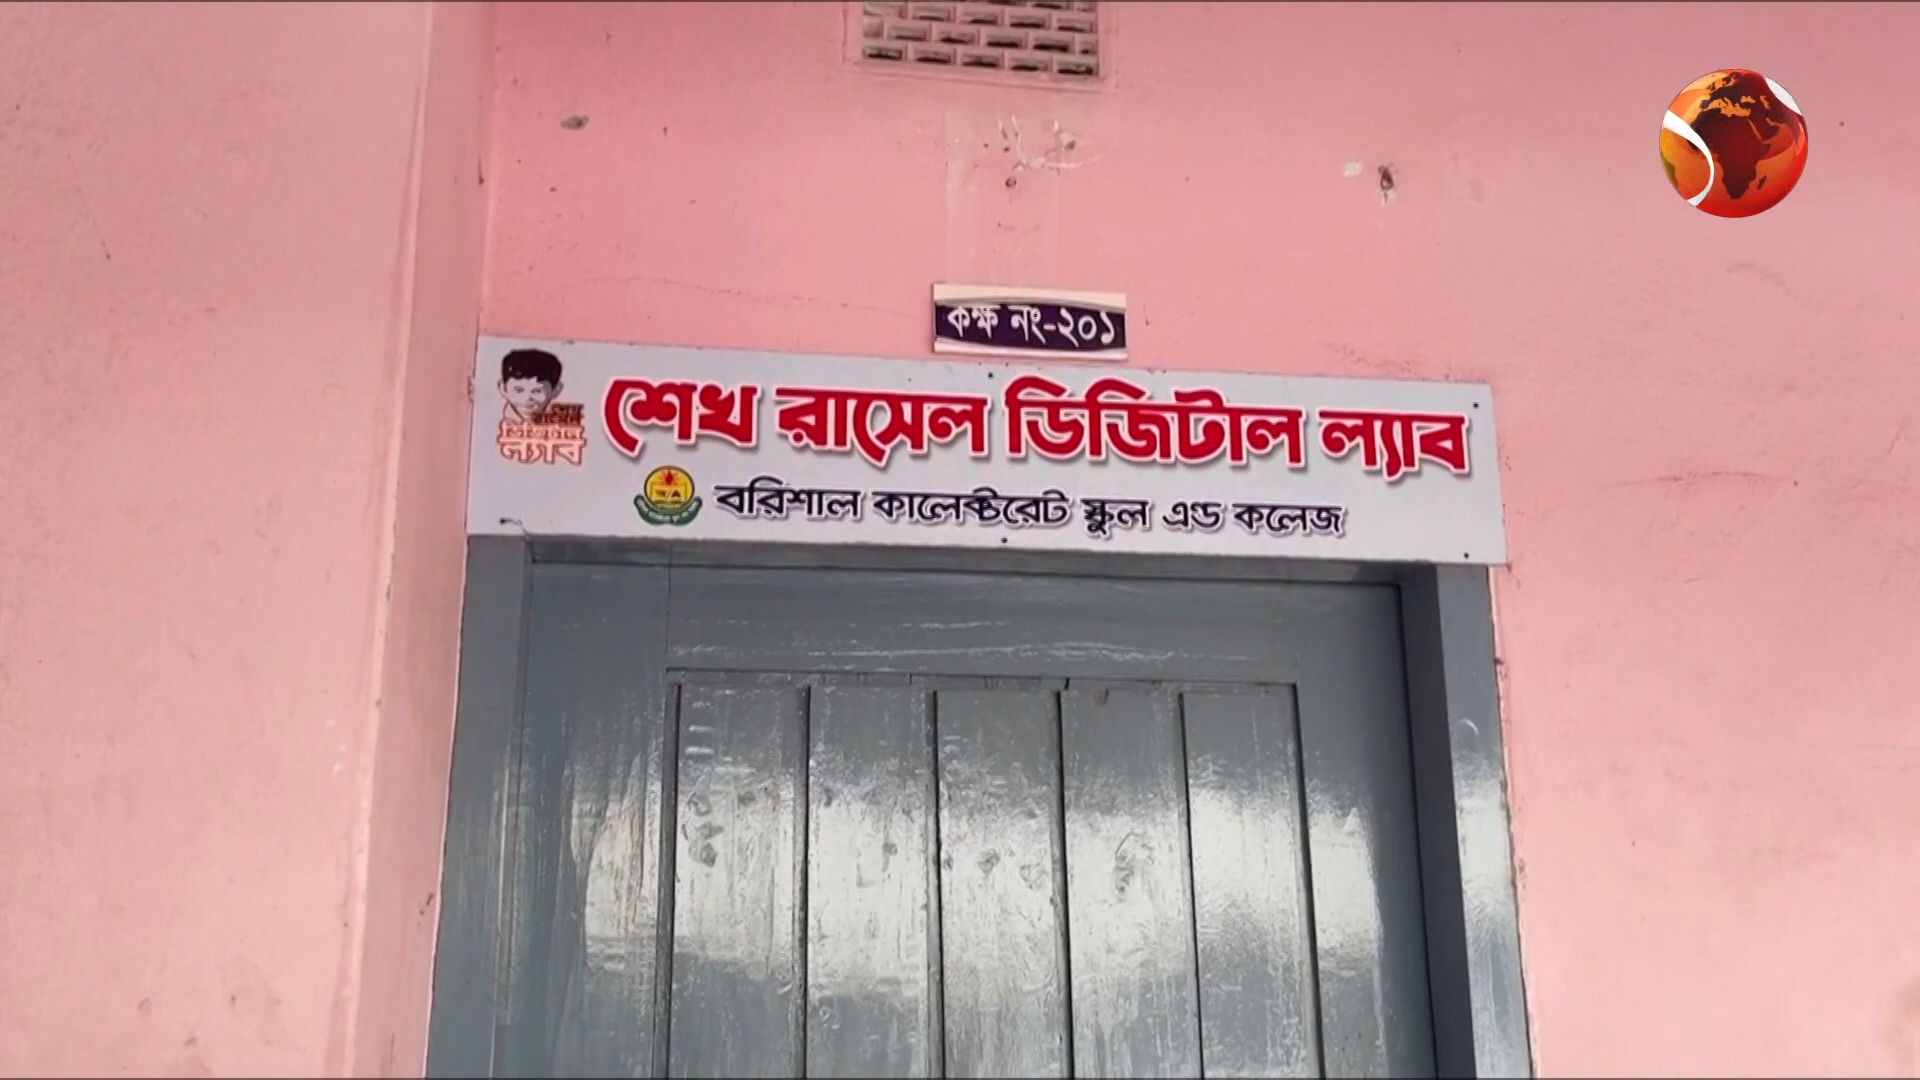 কক্ষ নং-২০১
শেখ রাসেল ডিজিটাল ল্যাব
শেখ
রাসেল
ডিজিটাল
ল্যাব
বরিশাল কালেক্টরেট স্কুল এন্ড কলেজ